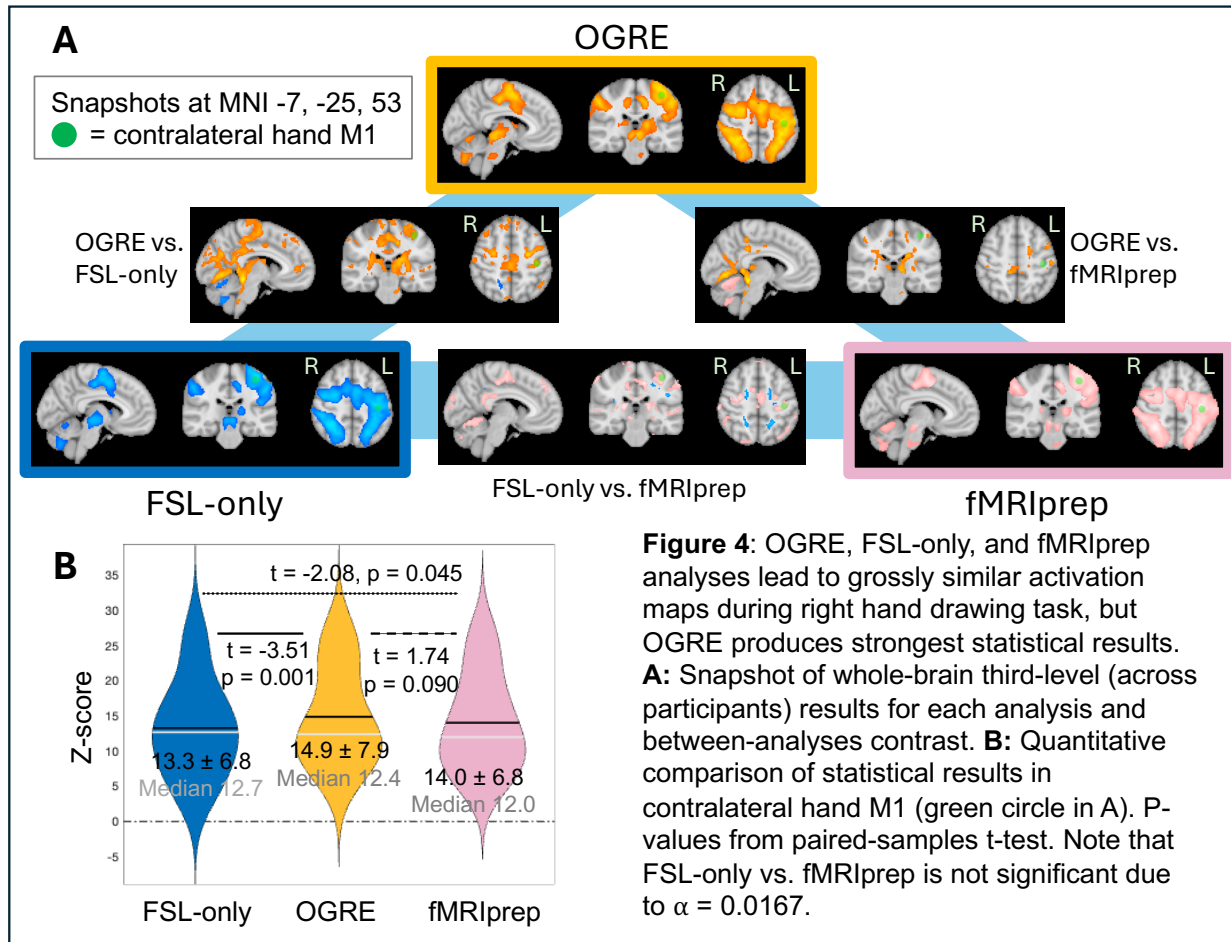 A
OGRE
Snapshots at MNI -7, -25, 53
= contralateral hand M1
R L
OGRE vs.
FSL-only
R L
R L
OGRE vs.
fMRIprep
R L
R L
R L
FSL-only
FSL-only vs. fMRIprep
fMRIprep
B
Z-score
35
30
25
20
15
10
5
0
-5
t = -2.08, p = 0.045
t = -3.51
p = 0.001
t = 1.74
p = 0.090
13.3 ± 6.8
Median 12.7
14.9 ± 7.9
Median 12.4
14.0 ± 6.8
Median 12.0
FSL-only OGRE fMRIprep
Figure 4: OGRE, FSL-only, and fMRIprep
analyses lead to grossly similar activation
maps during right hand drawing task, but
OGRE produces strongest statistical results.
A: Snapshot of whole-brain third-level (across
participants) results for each analysis and
between-analyses contrast. B: Quantitative
comparison of statistical results in
contralateral hand M1 (green circle in A). P-
values from paired-samples t-test. Note that
FSL-only vs. fMRIprep is not significant due
to α = 0.0167.